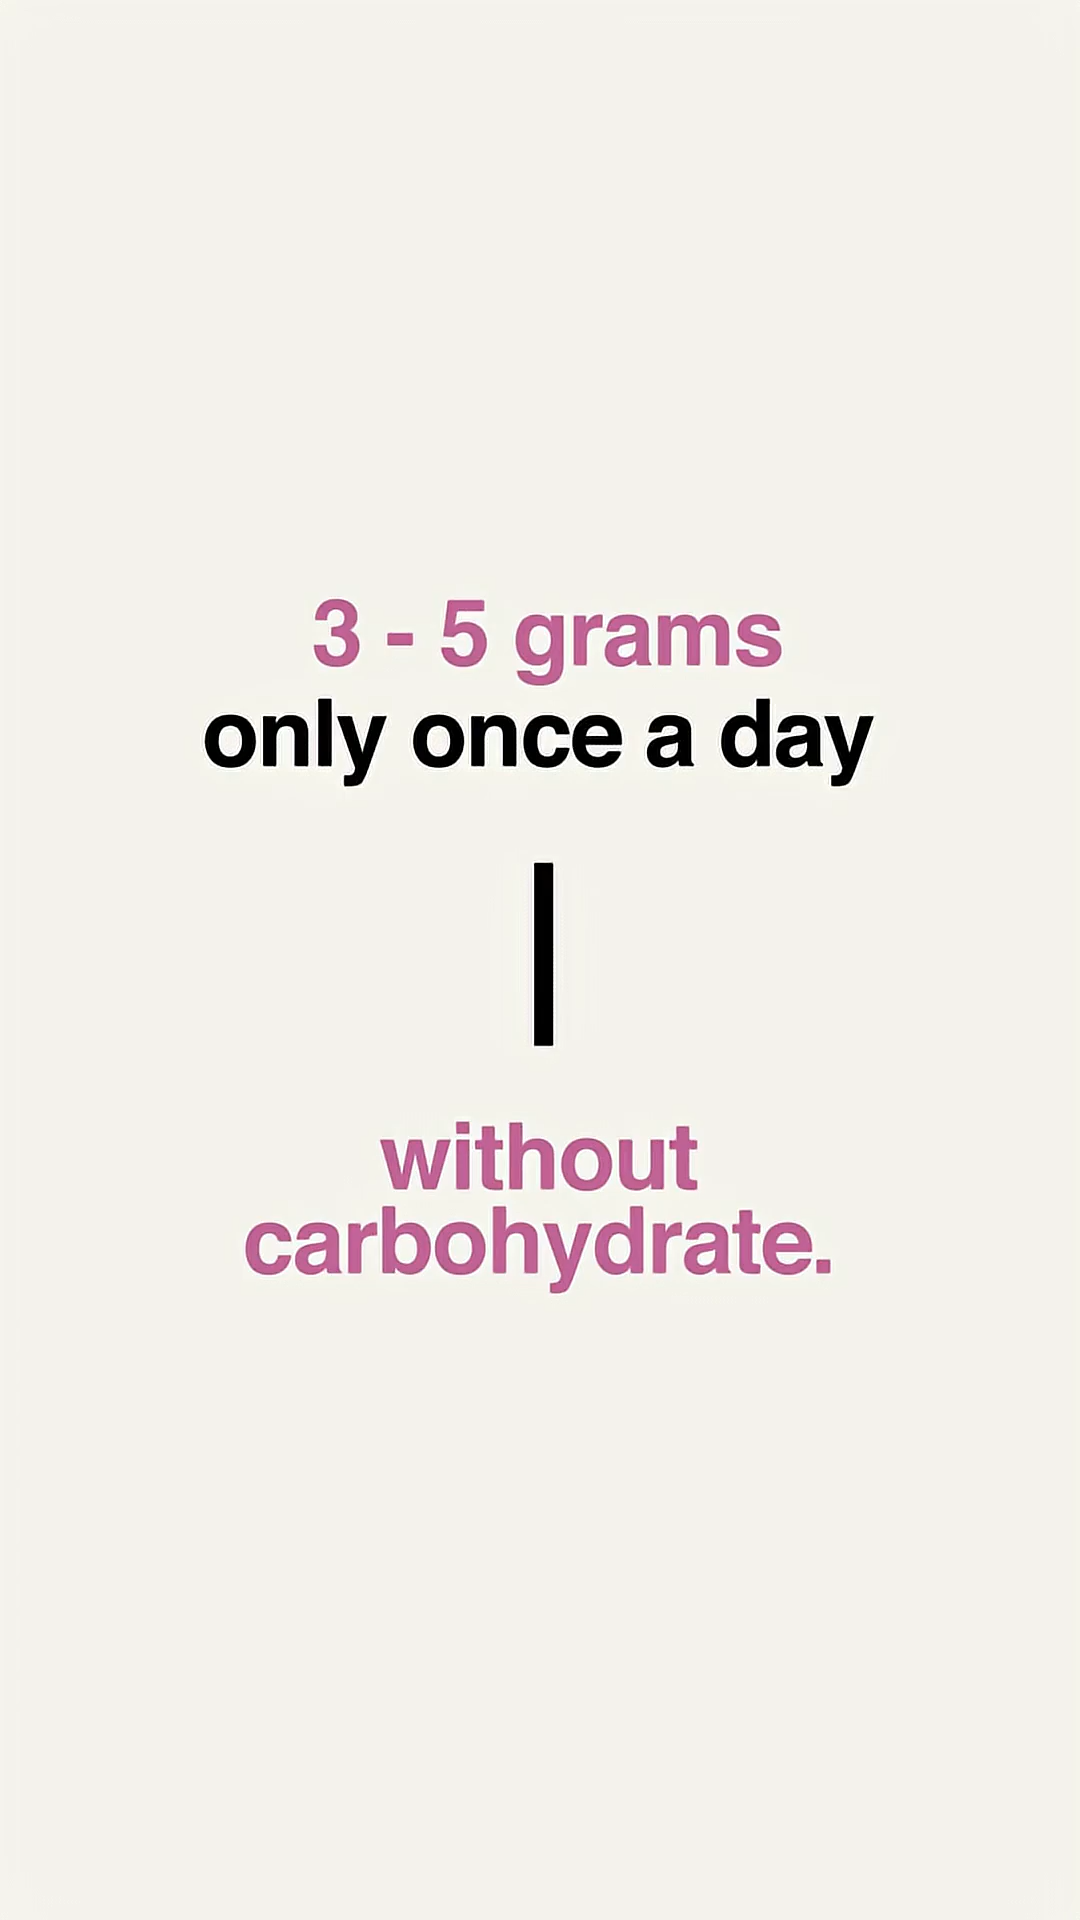 3 - 5 grams
only once a day
without
carbohydrate.